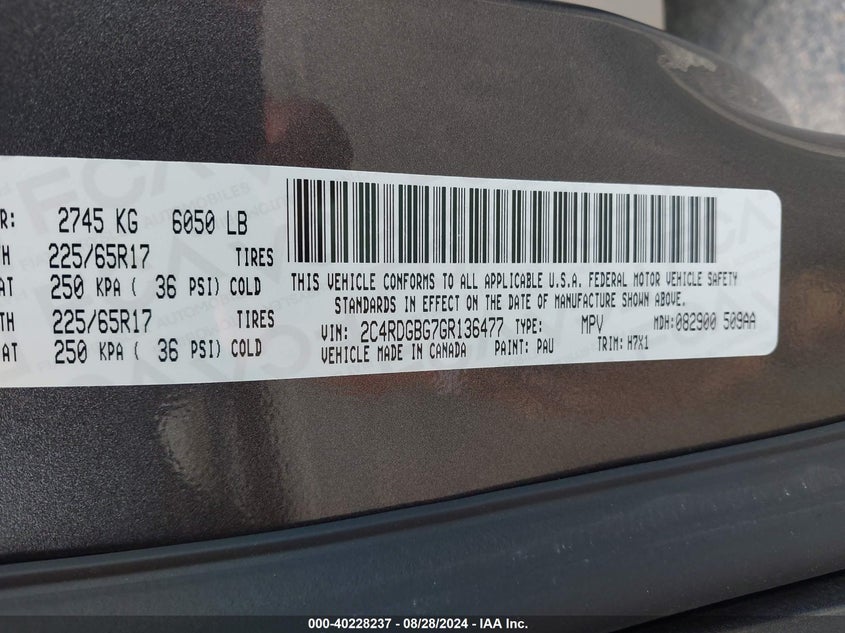 R: 2745 KG 6050 LB
TH 225/65R17 TIRES
AT 250 KPA ( 36 PSI) COLD
TH 225/65R17 TIRES
AT 250 KPA ( 36 PSI) COLD
THIS VEHICLE CONFORMS TO ALL APPLICABLE U.S.A. FEDERAL MOTOR VEHICLE SAFETY
STANDARDS IN EFFECT ON THE DATE OF MANUFACTURE SHOWN ABOVE.
VIN: 2C4RDGBG7GR136477 TYPE: MPV MDH:082900 509AA
VEHICLE MADE IN CANADA PAINT: PAU TRIM: H7X1
000-40228237 - 08/28/2024 - IAA Inc.